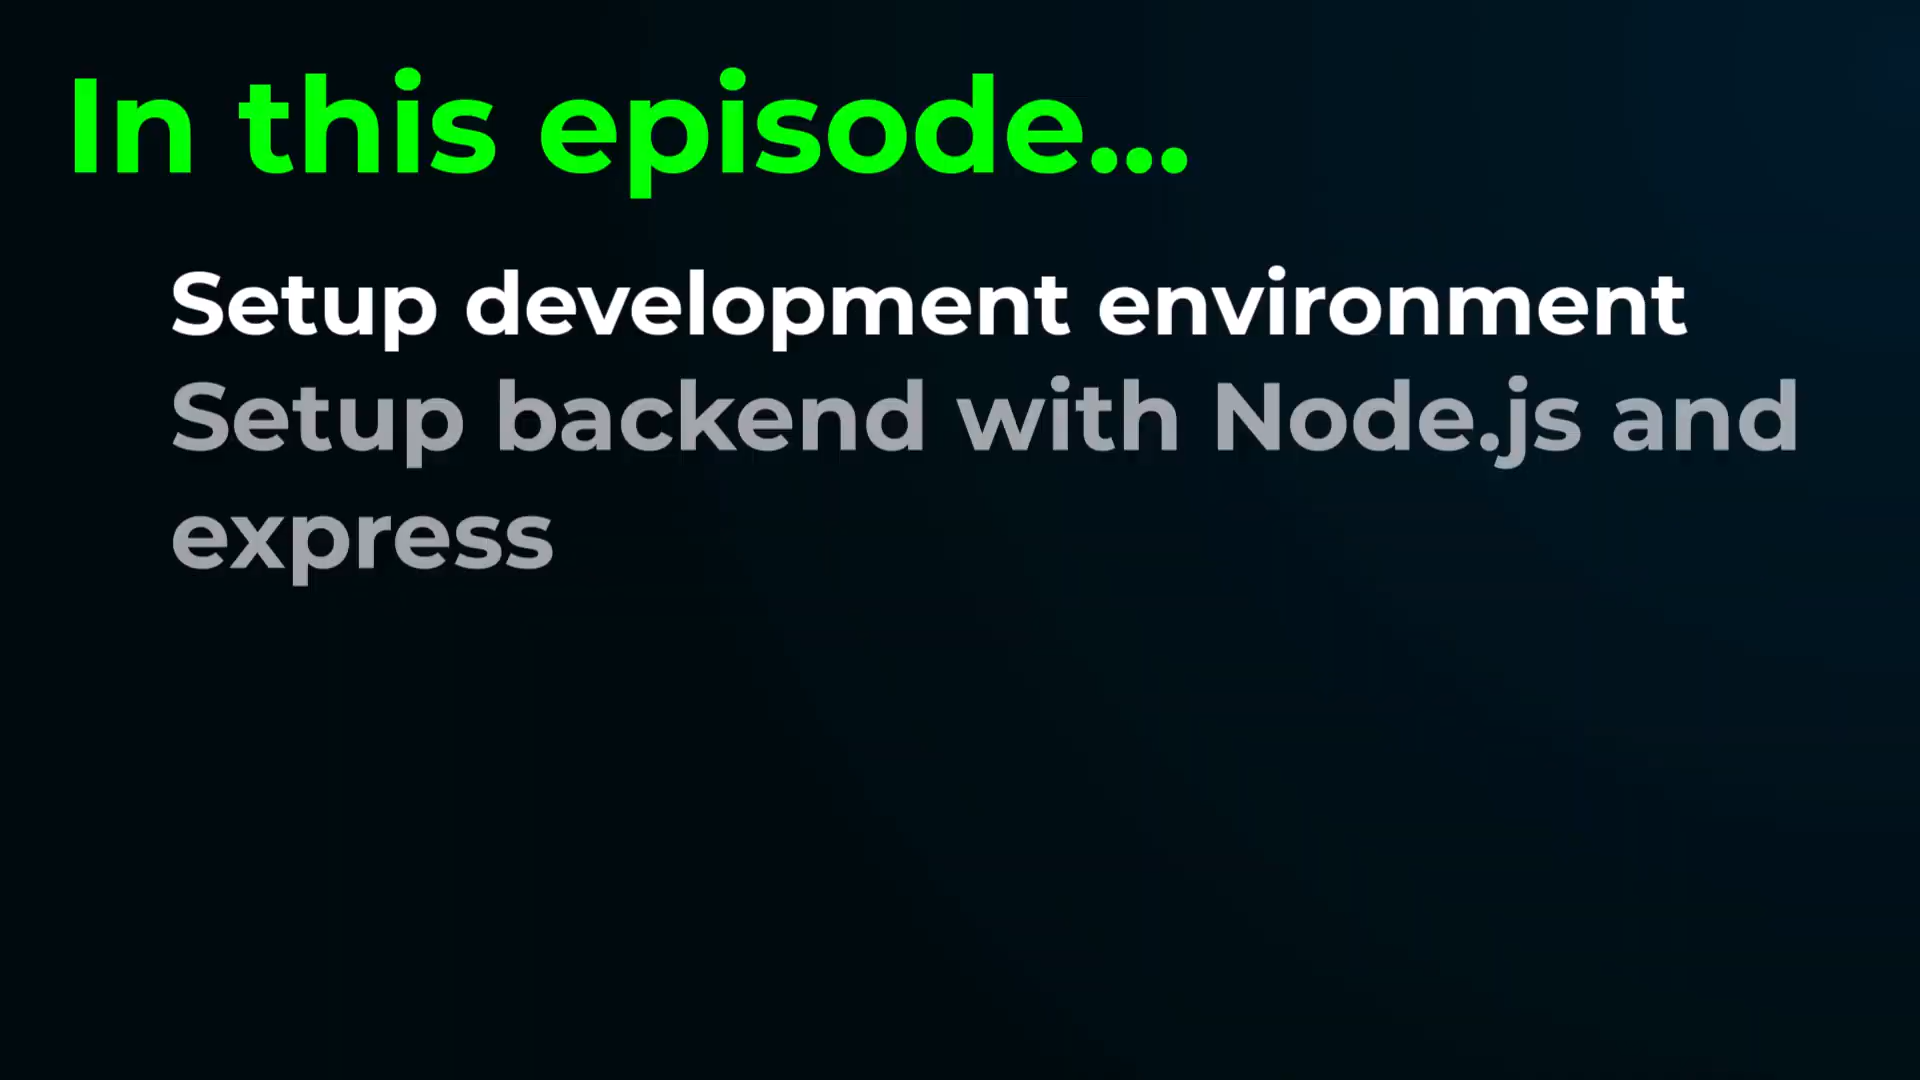 In this episode...
Setup development environment
Setup backend with Node.js and
express